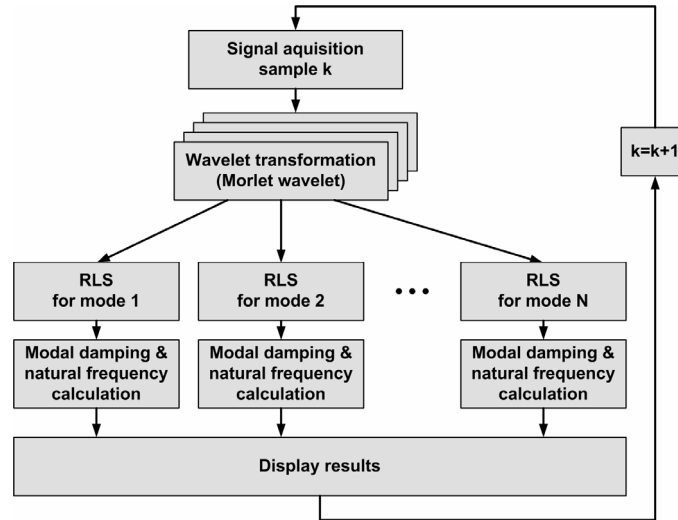 Signal aquisition
sample k
k=k+1
Wavelet transformation
(Morlet wavelet)
RLS
for mode 1
RLS
for mode 2
• • •
RLS
for mode N
Modal damping &
natural frequency
calculation
Modal damping &
natural frequency
calculation
Modal damping &
natural frequency
calculation
Display results